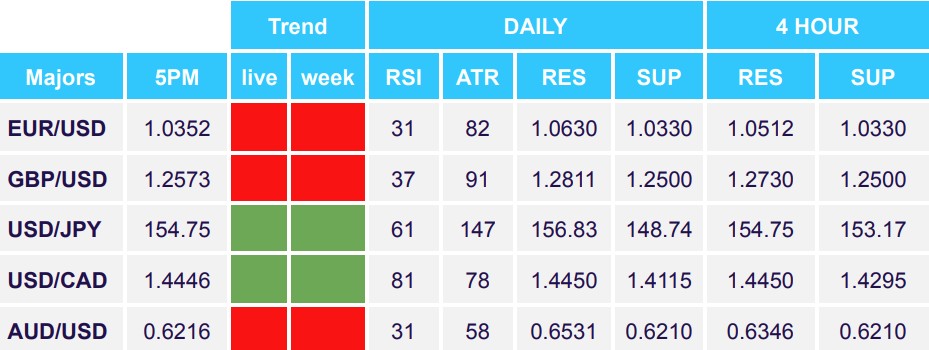 Trend DAILY 4 HOUR
Majors 5PM live week RSI ATR RES SUP RES SUP
EUR/USD 1.0352 31 82 1.0630 1.0330 1.0512 1.0330
GBP/USD 1.2573 37 91 1.2811 1.2500 1.2730 1.2500
USD/JPY 154.75 61 147 156.83 148.74 154.75 153.17
USD/CAD 1.4446 81 78 1.4450 1.4115 1.4450 1.4295
AUD/USD 0.6216 31 58 0.6531 0.6210 0.6346 0.6210